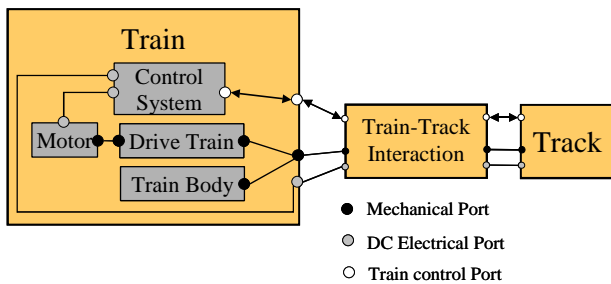 Train
Control
System
Motor
Drive Train
Train Body
Train-Track
Interaction
Track
Mechanical Port
DC Electrical Port
Train control Port